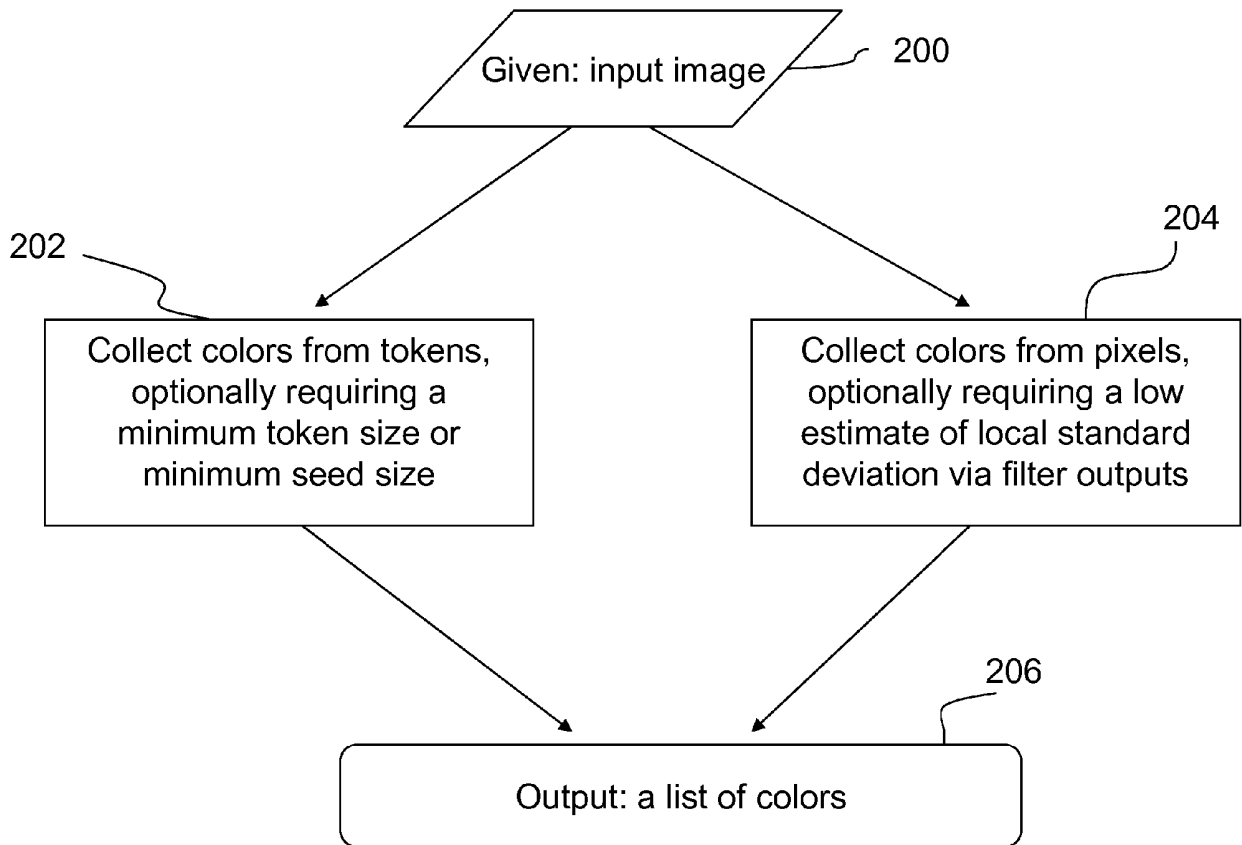 Given: input image
200
202
204
Collect colors from tokens,
optionally requiring a
minimum token size or
minimum seed size
Collect colors from pixels,
optionally requiring a low
estimate of local standard
deviation via filter outputs
206
Output: a list of colors